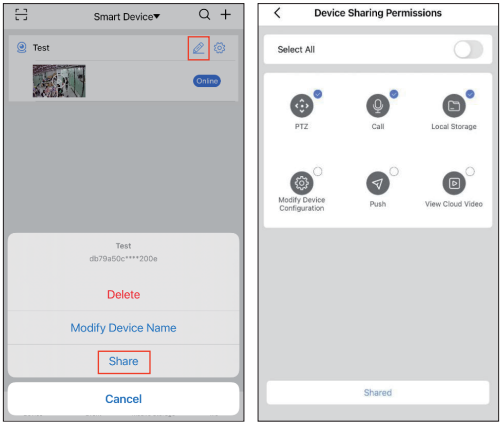 Smart Device▼
Test
Online
Test
db79a50c****200e
Delete
Modify Device Name
Share
Cancel
Device Sharing Permissions
Select All
PTZ
Call
Local Storage
Modify Device
Configuration
Push
View Cloud Video
Shared